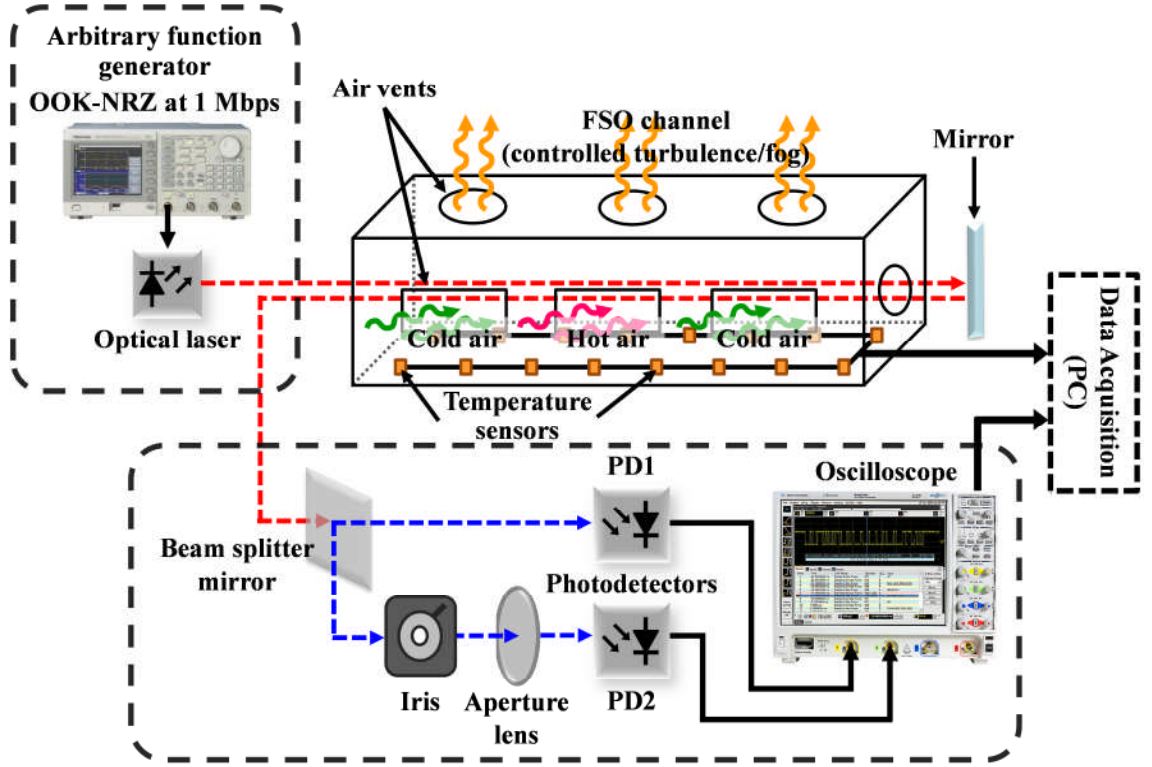 Arbitrary function
generator
OOK-NRZ at 1 Mbps
Optical laser
Air vents
FSO channel
(controlled turbulence/fog)
Mirror
Cold air
Hot air
Cold air
Temperature
sensors
Data Acquisition
(PC)
Beam splitter
mirror
PD1
Photodetectors
PD2
Iris
Aperture
lens
Oscilloscope